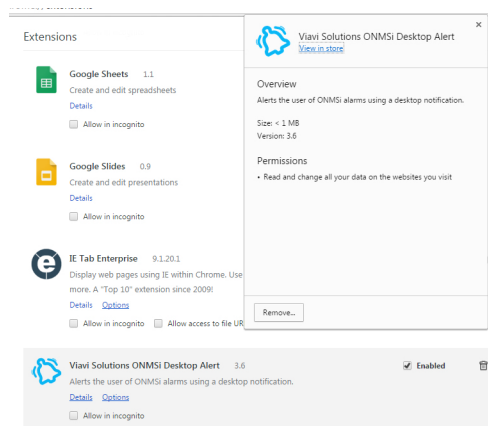 Extensions
Google Sheets 1.1
Create and edit spreadsheets
Details
Allow in incognito
Google Slides 0.9
Create and edit presentations
Details
Allow in incognito
IE Tab Enterprise 9.1.20.1
Display web pages using IE within Chrome. Use
more. A "Top 10" extension since 2009!
Details Options
Allow in incognito Allow access to file UR
Viavi Solutions ONMSi Desktop Alert 3.6
Alerts the user of ONMSi alarms using a desktop notification.
Details Options
Allow in incognito
Enabled
×
Viavi Solutions ONMSi Desktop Alert
View in store
Overview
Alerts the user of ONMSi alarms using a desktop notification.
Size: < 1 MB
Version: 3.6
Permissions
• Read and change all your data on the websites you visit
Remove...